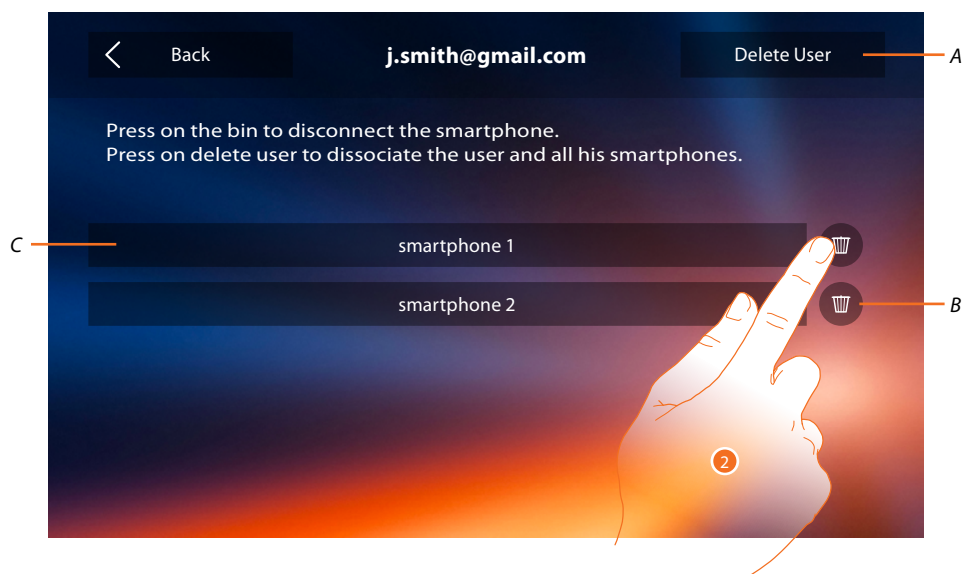 Back
j.smith@gmail.com
Delete User
A
Press on the bin to disconnect the smartphone.
Press on delete user to dissociate the user and all his smartphones.
C
smartphone 1
smartphone 2
B
2